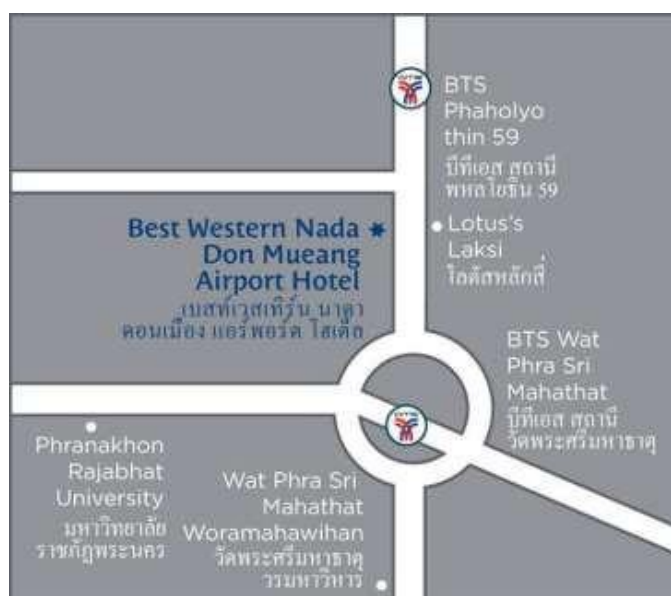 BTS
Phaholyo
thin 59
บีทีเอส สถานี
พหลโยธิน 59
Best Western Nada
Don Mueang
Airport Hotel
เบสท์เวสเทิร์น นาดา
ดอนเมือง แอร์พอร์ต โฮเต็ล
Lotus's
Laksi
โลตัสหลักสี่
BTS Wat
Phra Sri
Mahathat
บีทีเอส สถานี
วัดพระศรีมหาธาตุ
Phranakhon
Rajabhat
University
มหาวิทยาลัย
ราชภัฏพระนคร
Wat Phra Sri
Mahathat
Woramahawihan
วัดพระศรีมหาธาตุ
วรมหาวิหาร